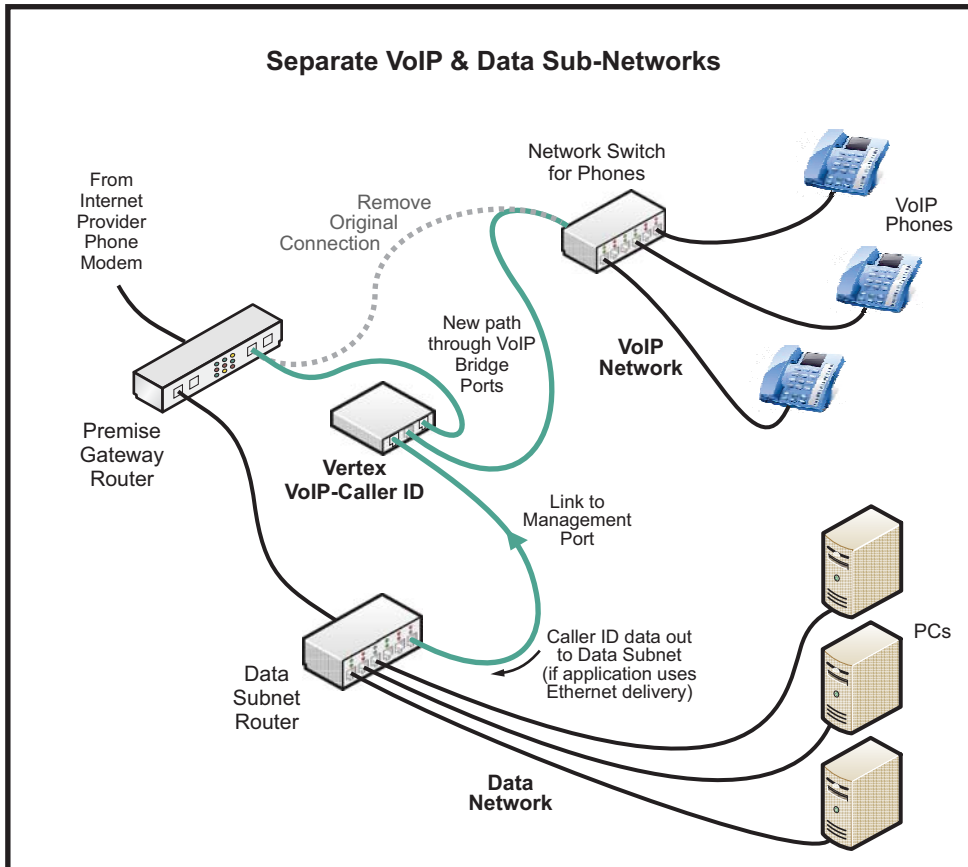 Separate VoIP & Data Sub-Networks
From
Internet
Provider
Phone
Modem
Remove
Original
Connection
Network Switch
for Phones
VoIP
Phones
New path
through VoIP
Bridge
Ports
VoIP
Network
Premise
Gateway
Router
Vertex
VoIP-Caller ID
Link to
Management
Port
PCs
Caller ID data out
to Data Subnet
(if application uses
Ethernet delivery)
Data
Subnet
Router
Data
Network